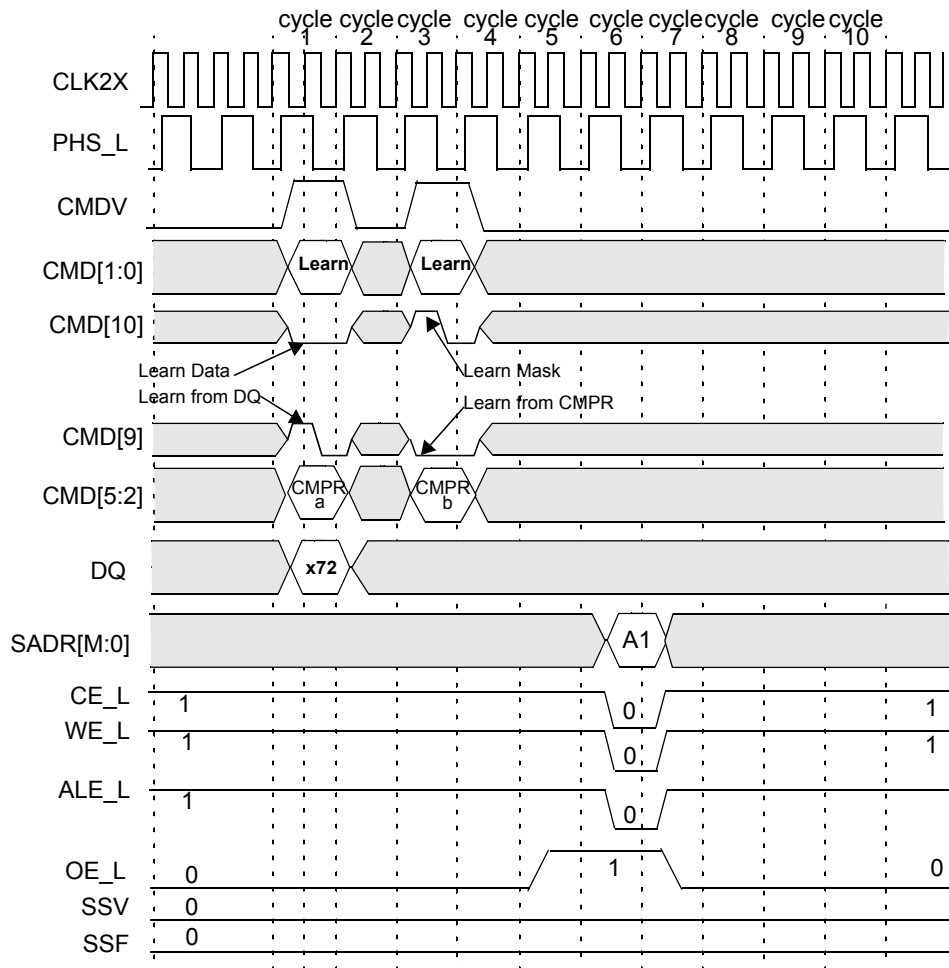 cycle cycle cycle cycle cycle cycle cycle cycle cycle cycle
1 2 3 4 5 6 7 8 9 10
CLK2X
PHS_L
CMDV
CMD[1:0] Learn Learn
CMD[10]
Learn Data Learn Mask
Learn from DQ Learn from CMPR
CMD[9]
CMD[5:2] CMPR a CMPR b
DQ x72
SADR[M:0] A1
CE_L 1 0 1
WE_L 1 0 1
ALE_L 1 0
OE_L 0 1 0
SSV 0
SSF 0